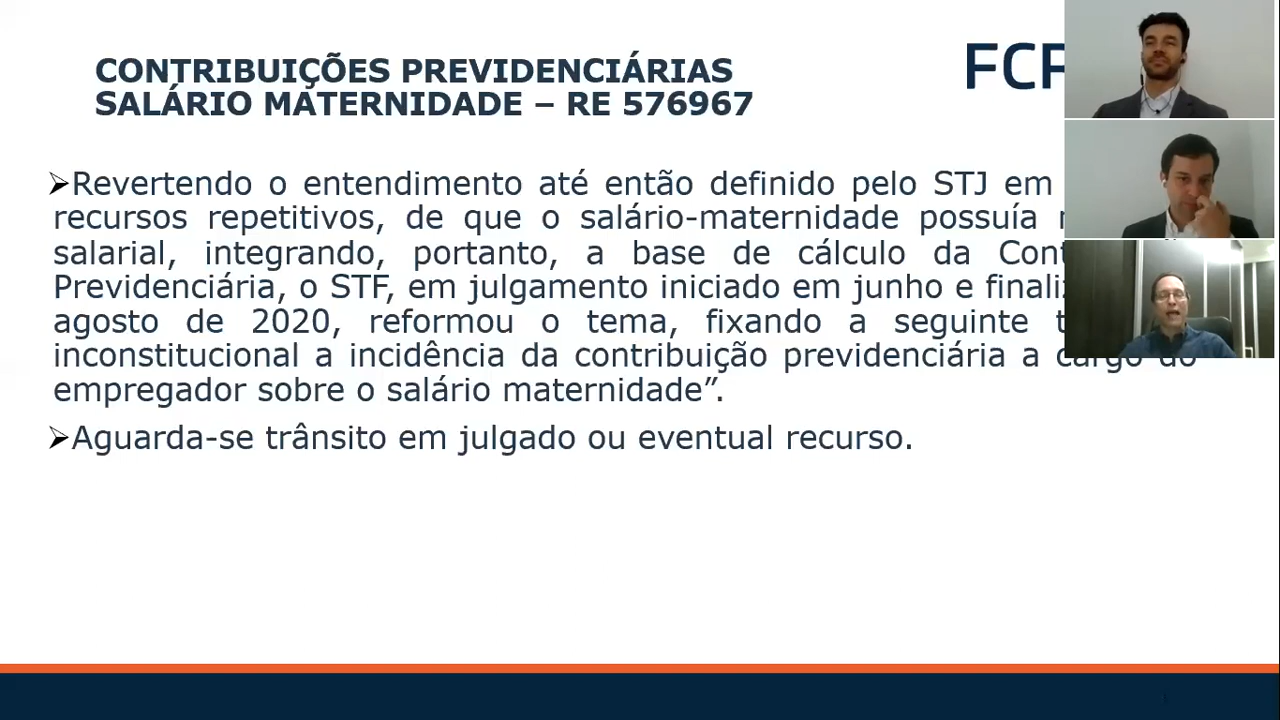 CONTRIBUIÇÕES PREVIDENCIÁRIAS
SALÁRIO MATERNIDADE – RE 576967
FCR
➢Revertendo o entendimento até então definido pelo STJ em
recursos repetitivos, de que o salário-maternidade possuía
salarial, integrando, portanto, a base de cálculo da
Previdenciária, o STF, em julgamento iniciado em junho e
agosto de 2020, reformou o tema, fixando a seguinte
inconstitucional a incidência da contribuição previdenciária a cargo do
empregador sobre o salário maternidade”.
➢Aguarda-se trânsito em julgado ou eventual recurso.